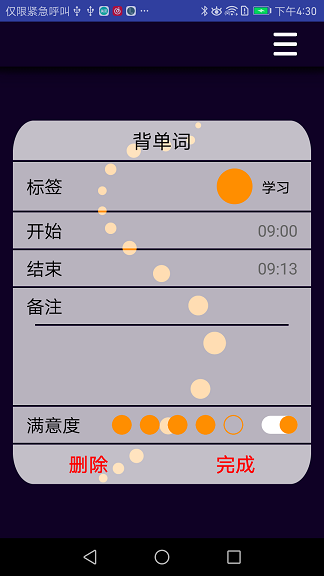 仅限紧急呼叫 ··· 下午4:30
背单词
标签 学习
开始 09:00
结束 09:13
备注
满意度
删除 完成